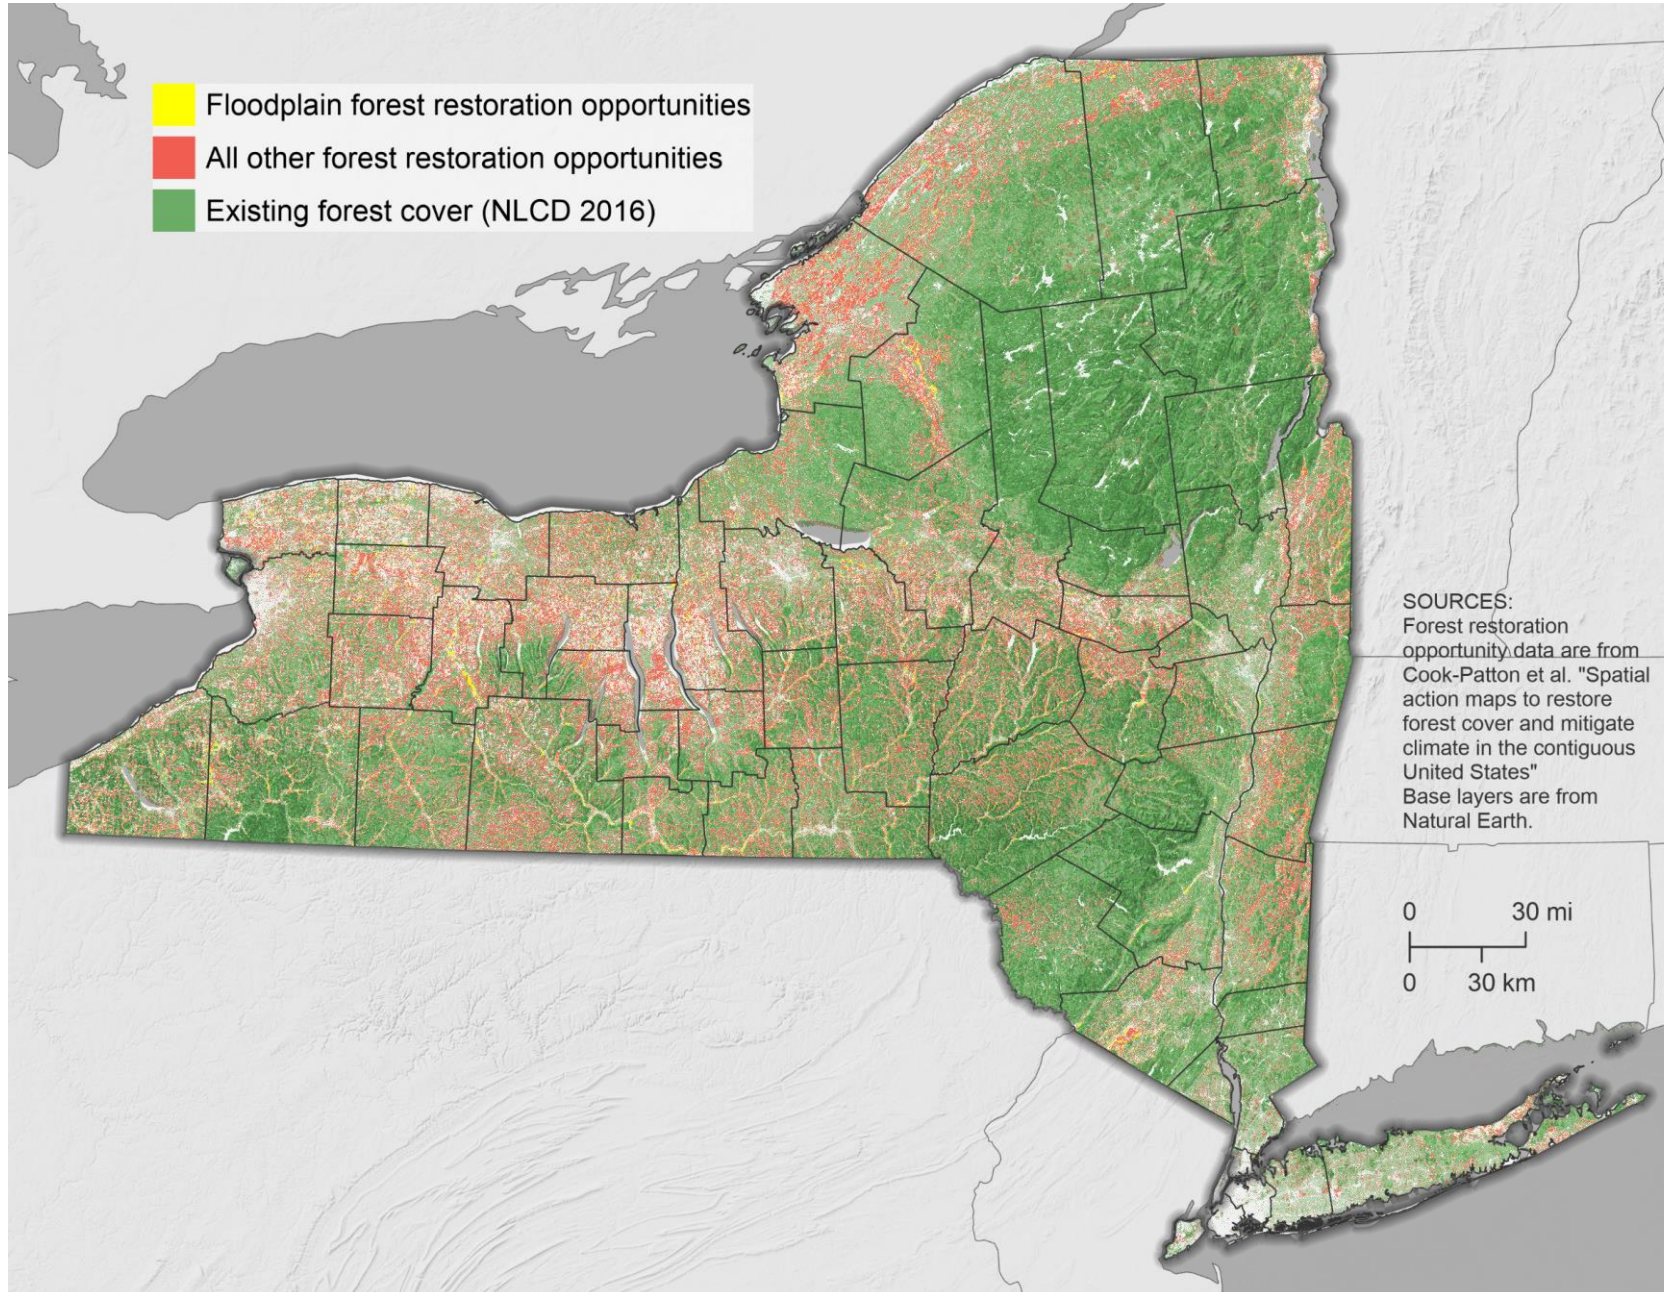 Floodplain forest restoration opportunities
All other forest restoration opportunities
Existing forest cover (NLCD 2016)
SOURCES:
Forest restoration
opportunity data are from
Cook-Patton et al. "Spatial
action maps to restore
forest cover and mitigate
climate in the contiguous
United States"
Base layers are from
Natural Earth.
0 30 mi
0 30 km